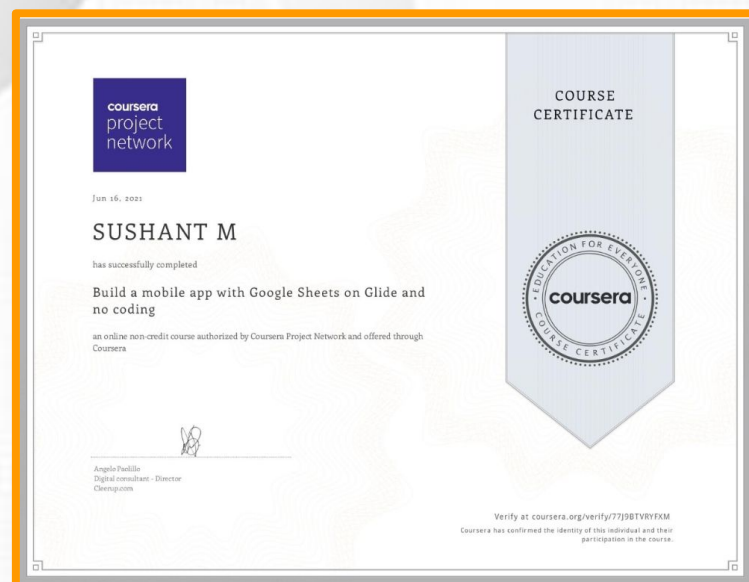 coursera
project
network
Jun 16, 2021
SUSHANT M
has successfully completed
Build a mobile app with Google Sheets on Glide and
no coding
an online non-credit course authorized by Coursera Project Network and offered through
Coursera
Angelo Paolillo
Digital consultant - Director
Cleerup.com
COURSE
CERTIFICATE
EDUCATION FOR EVERYONE
coursera
COURSE CERTIFICATE
Verify at coursera.org/verify/77J9BTVRYFXM
Coursera has confirmed the identity of this individual and their
participation in the course.